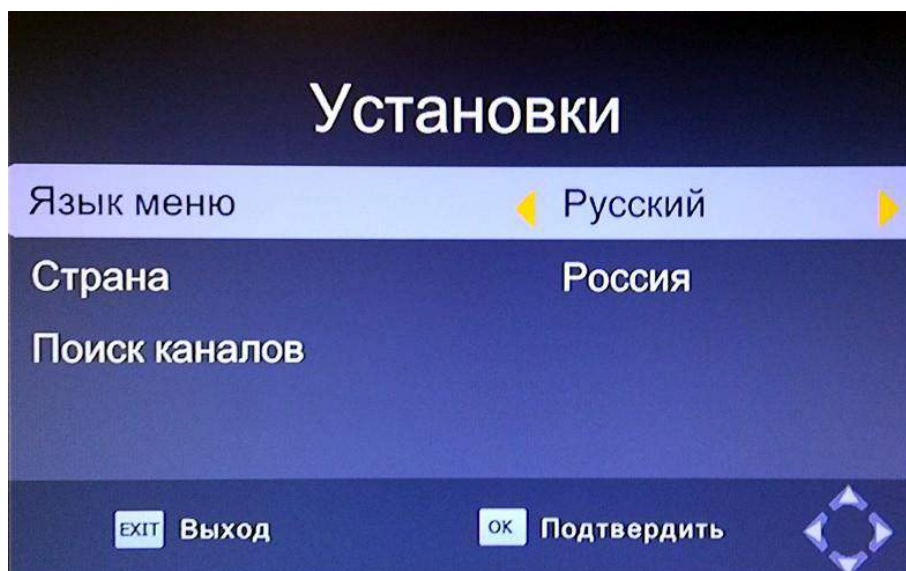 Установки
Язык меню Русский
Страна Россия
Поиск каналов
EXIT Выход OK Подтвердить